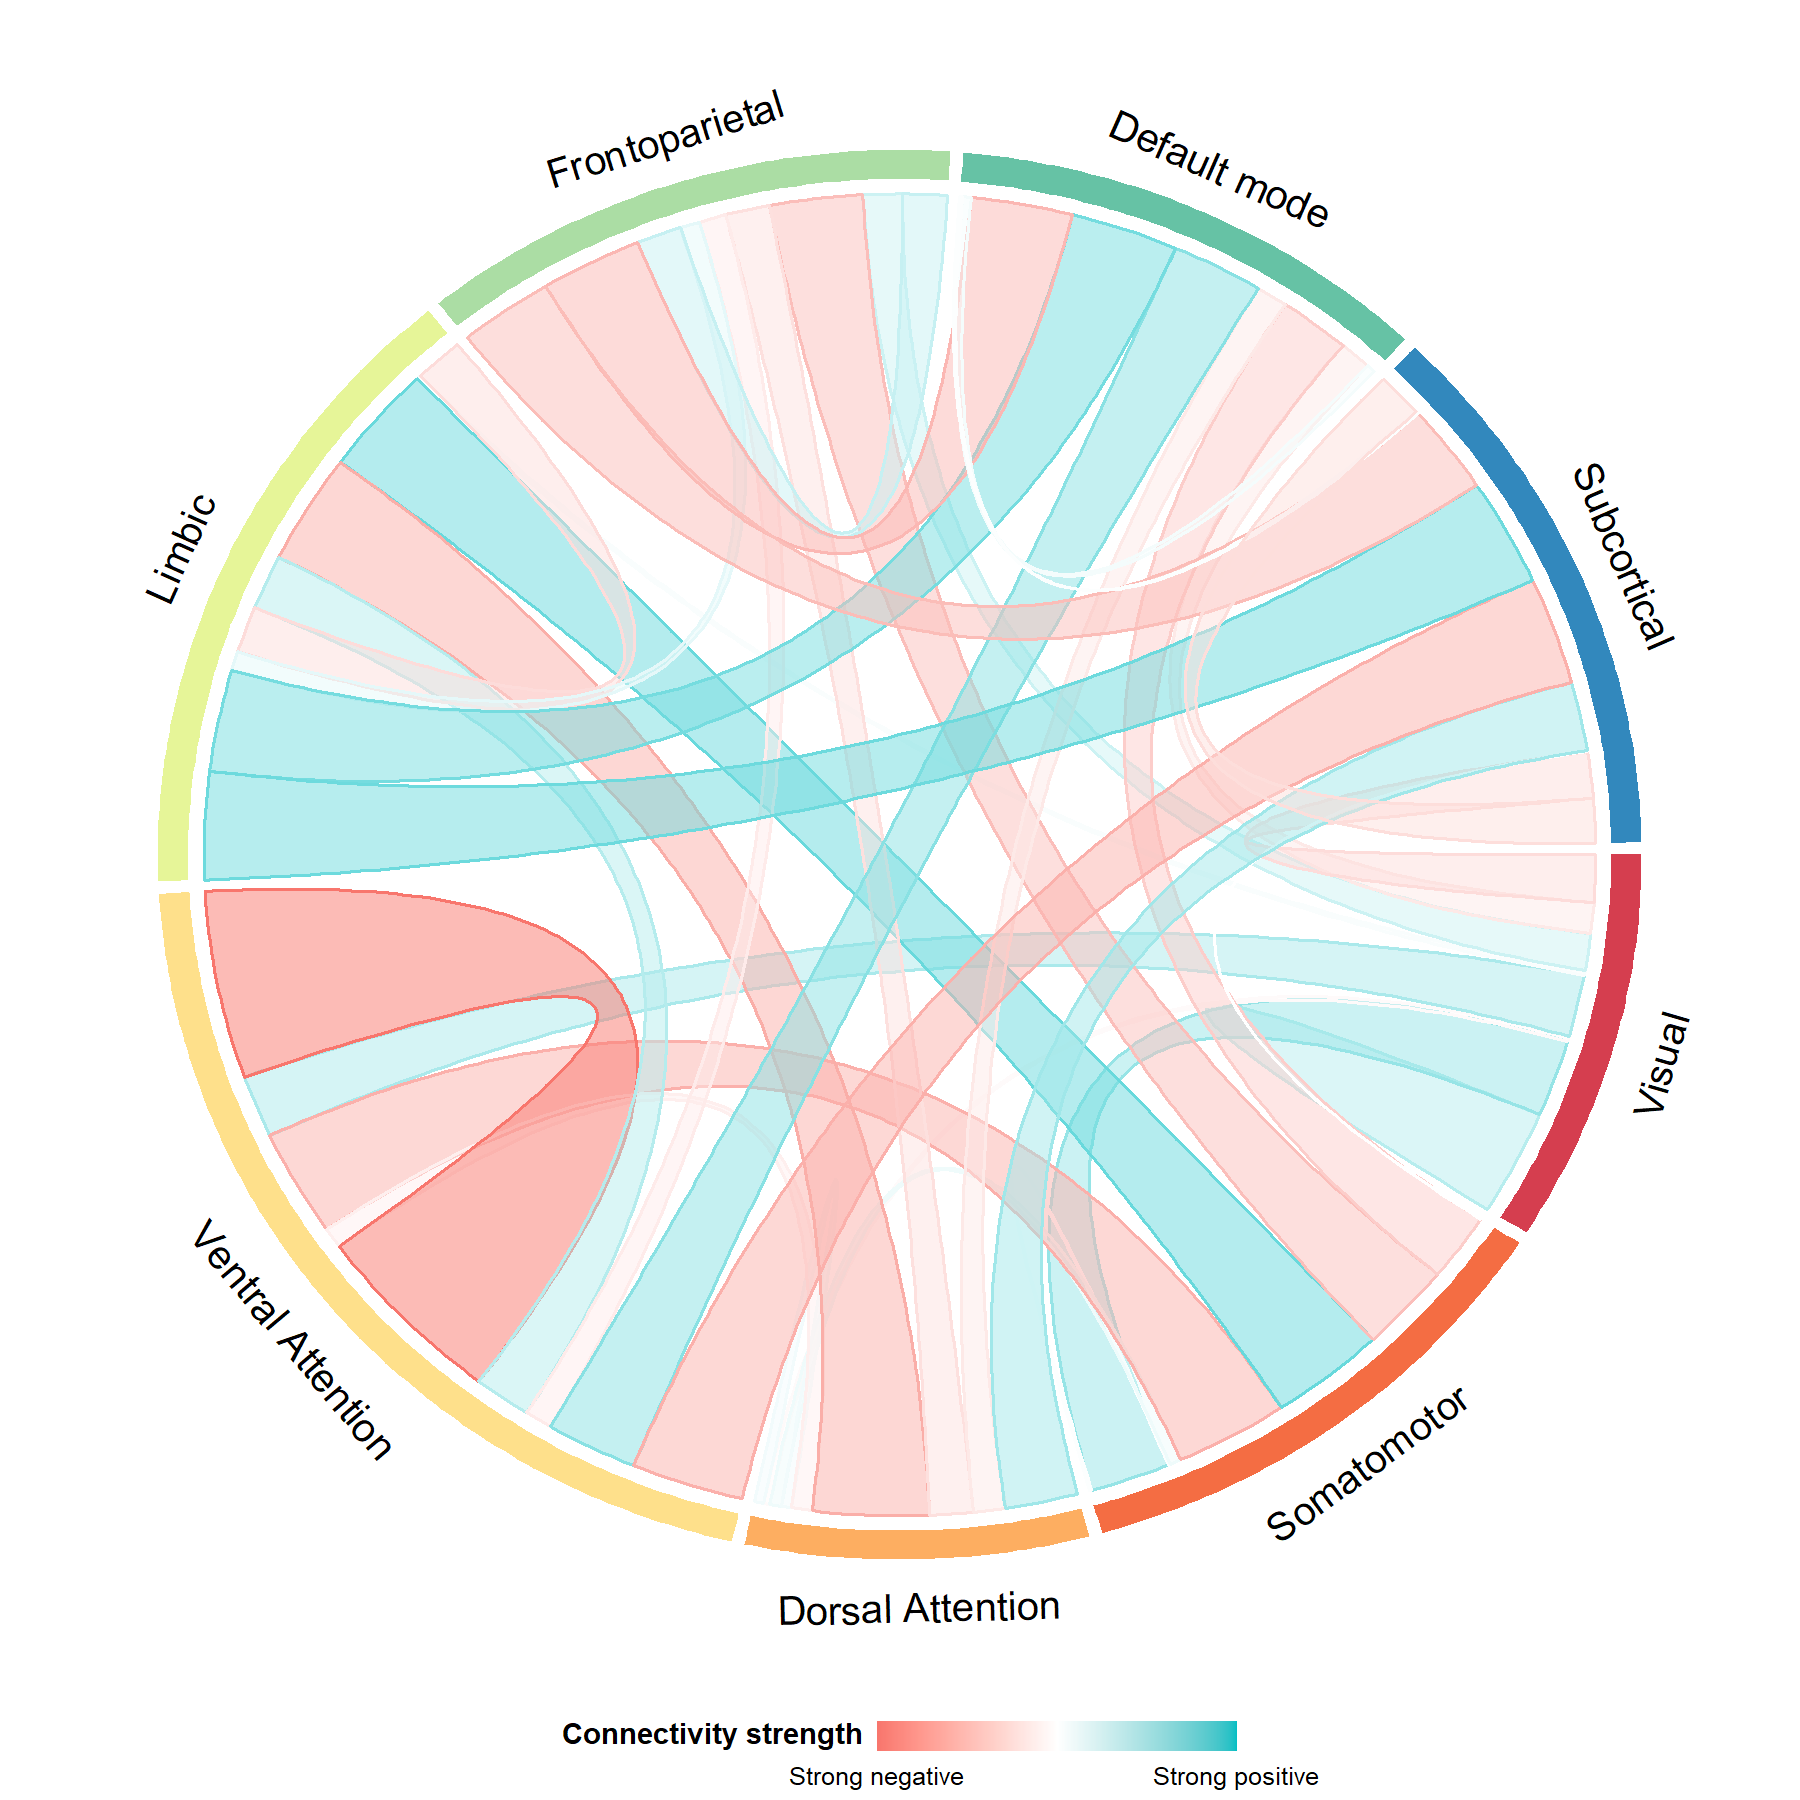 Frontoparietal
Default mode
Limbic
Subcortical
Visual
Ventral Attention
Somatomotor
Dorsal Attention
Connectivity strength
Strong negative
Strong positive